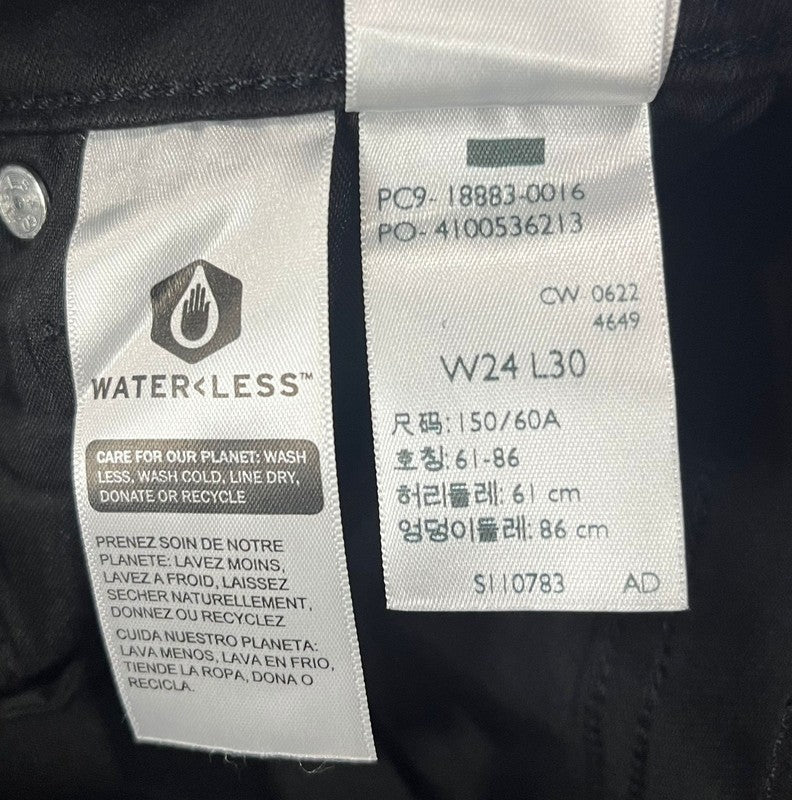 WATER<LESS™
CARE FOR OUR PLANET: WASH
LESS, WASH COLD, LINE DRY,
DONATE OR RECYCLE
PRENEZ SOIN DE NOTRE
PLANETE: LAVEZ MOINS,
LAVEZ A FROID, LAISSEZ
SECHER NATURELLEMENT,
DONNEZ OU RECYCLEZ
CUIDA NUESTRO PLANETA:
LAVA MENOS, LAVA EN FRIO,
TIENDE LA ROPA, DONA O
RECICLA.
PC9-18883-0016
PO-4100536213
CW 0622
4649
W24 L30
尺码:150/60A
호칭:61-86
허리둘레: 61 cm
엉덩이둘레: 86 cm
S110783 AD